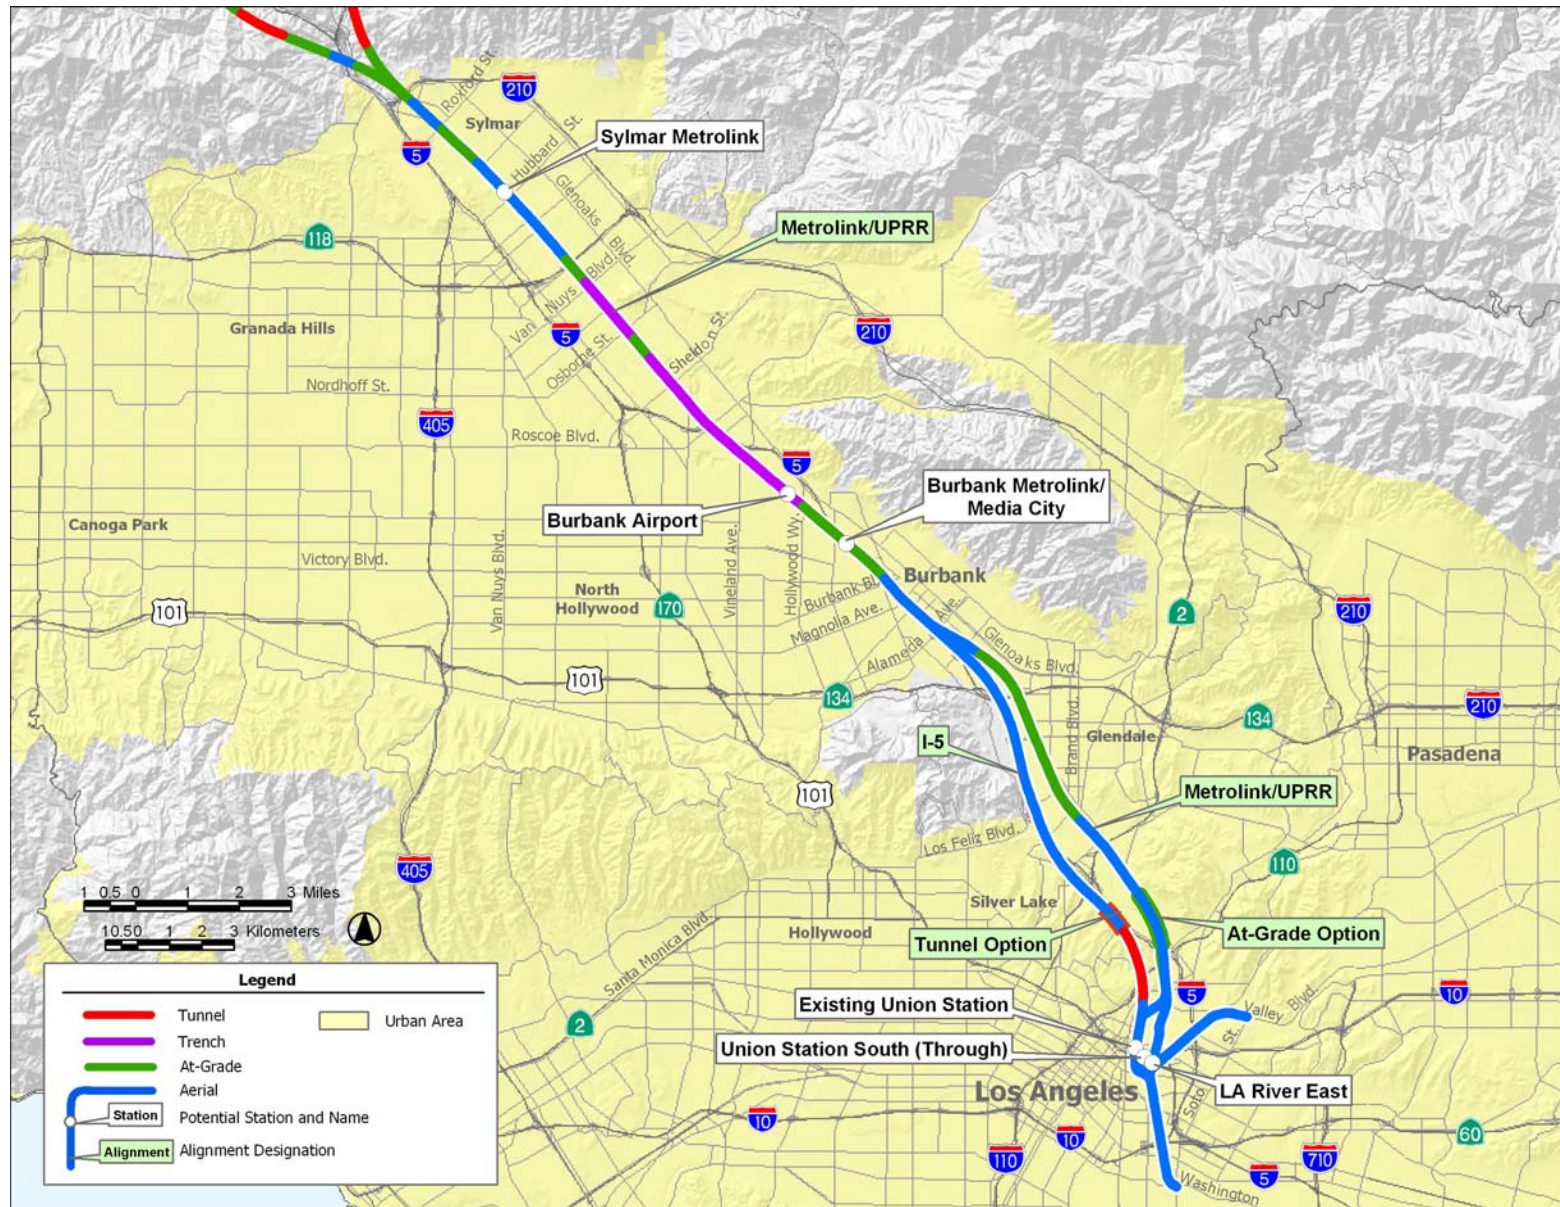 Roxford St.
210
Sylmar
Sylmar Metrolink
5
Hubbard St.
Glenoaks Blvd.
118
Metrolink/UPRR
Van Nuys Blvd.
Granada Hills
5
210
Osborne St.
Sheldon St.
Nordhoff St.
405
Roscoe Blvd.
5
Burbank Metrolink/
Media City
Burbank Airport
Canoga Park
Victory Blvd.
Van Nuys Blvd.
Vineland Ave.
Hollywood Wy.
Burbank
North
Hollywood
170
Burbank Bl.
Magnolia Ave.
Alameda Ave.
Glenoaks Blvd.
101
2
210
101
134
134
210
I-5
Brand Blvd.
Glendale
Pasadena
101
Metrolink/UPRR
Los Feliz Blvd.
405
110
1 0.5 0 1 2 3 Miles
10.50 1 2 3 Kilometers
Silver Lake
Santa Monica Blvd.
Hollywood
Tunnel Option
At-Grade Option
Existing Union Station
5
Valley Blvd.
10
2
Union Station South (Through)
Soto St.
Los Angeles
LA River East
10
10
110
710
60
5
Washington
Legend
Tunnel
Urban Area
Trench
At-Grade
Aerial
Station
Potential Station and Name
Alignment
Alignment Designation